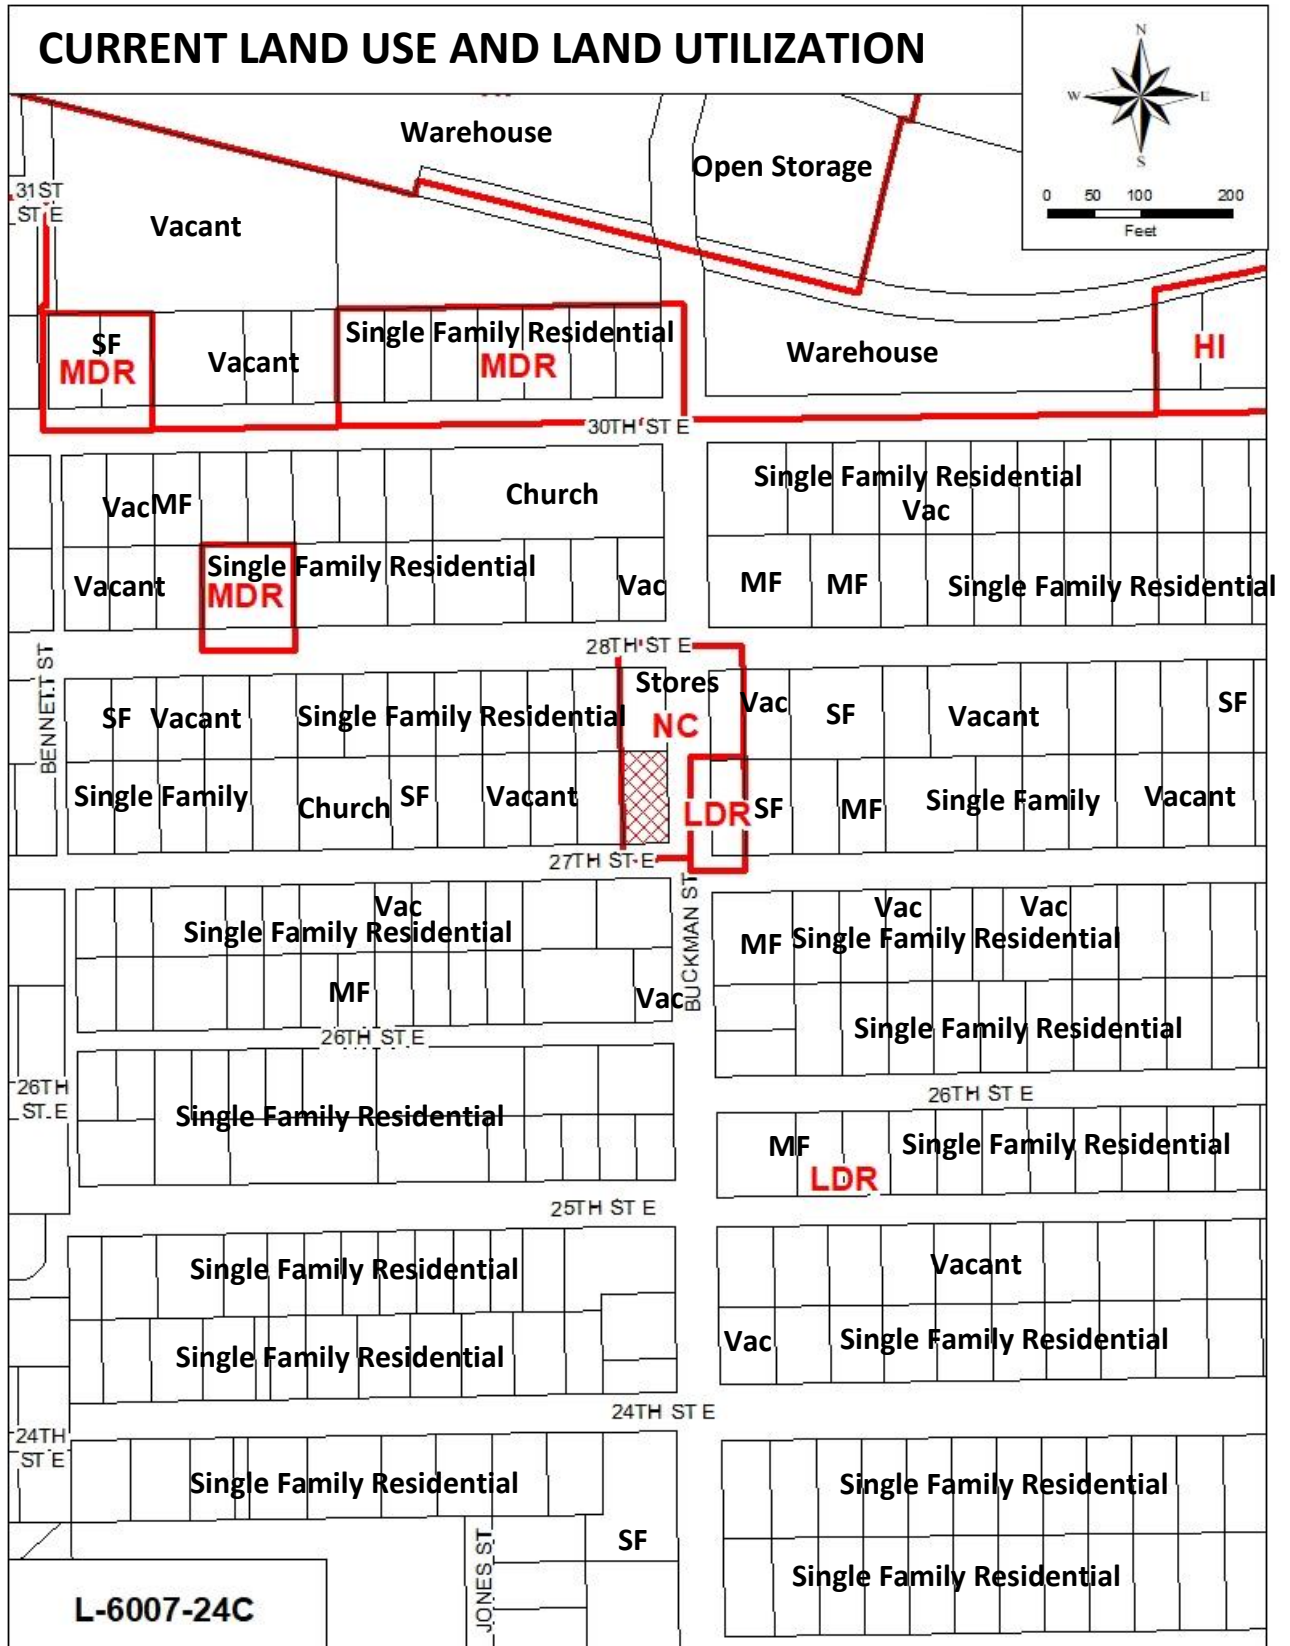 CURRENT LAND USE AND LAND UTILIZATION
N
W E
S
0 50 100 200
Feet
Warehouse
Open Storage
31ST
ST E
Vacant
SF
MDR
Vacant
Single Family Residential
MDR
Warehouse
HI
30TH ST E
Vac MF
Church
Single Family Residential
Vac
Vacant
Single Family Residential
MDR
Vac
MF
MF
Single Family Residential
28TH ST E
BENNETT ST
SF
Vacant
Single Family Residential
Stores
NC
Vac
SF
Vacant
SF
Single Family
Church
SF
Vacant
LDR
SF
MF
Single Family
Vacant
27TH ST E
BUCKMAN ST
Vac
Single Family Residential
MF
Vac
Vac
Vac
MF
Single Family Residential
Single Family Residential
26TH ST E
26TH
ST E
Single Family Residential
26TH ST E
MF
Single Family Residential
LDR
25TH ST E
Single Family Residential
Vacant
Single Family Residential
Vac
Single Family Residential
24TH ST E
24TH
ST E
Single Family Residential
Single Family Residential
JONES ST
SF
Single Family Residential
L-6007-24C